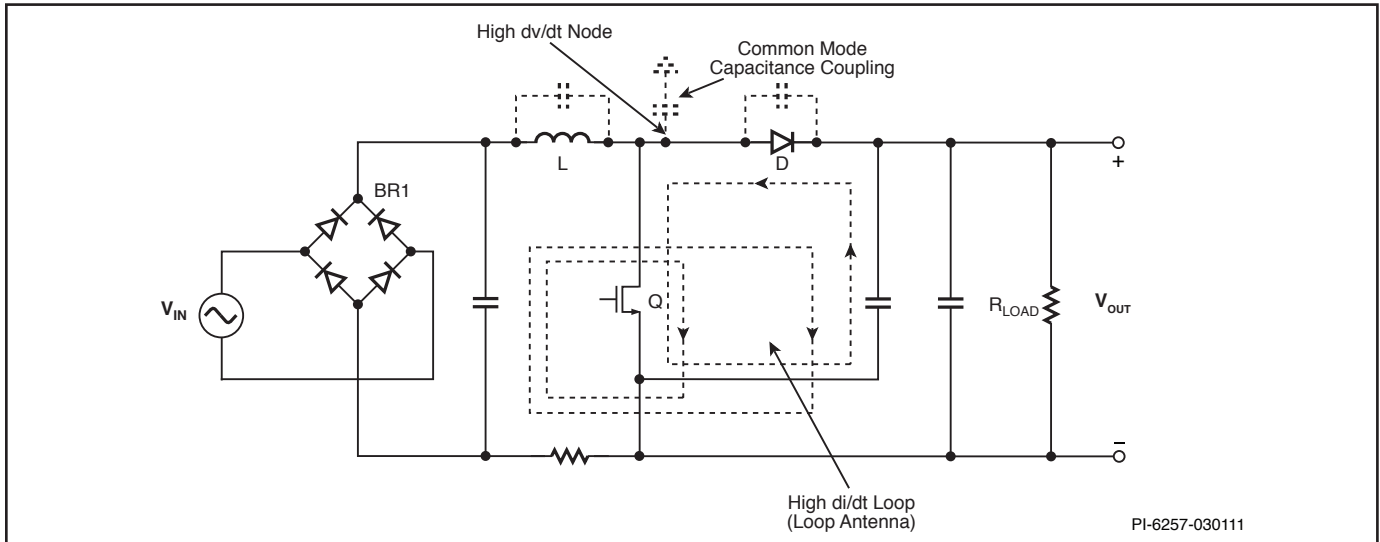 High dv/dt Node
Common Mode
Capacitance Coupling
L
D
+
BR1
VIN
Q
RLOAD
VOUT
–
High di/dt Loop
(Loop Antenna)
PI-6257-030111